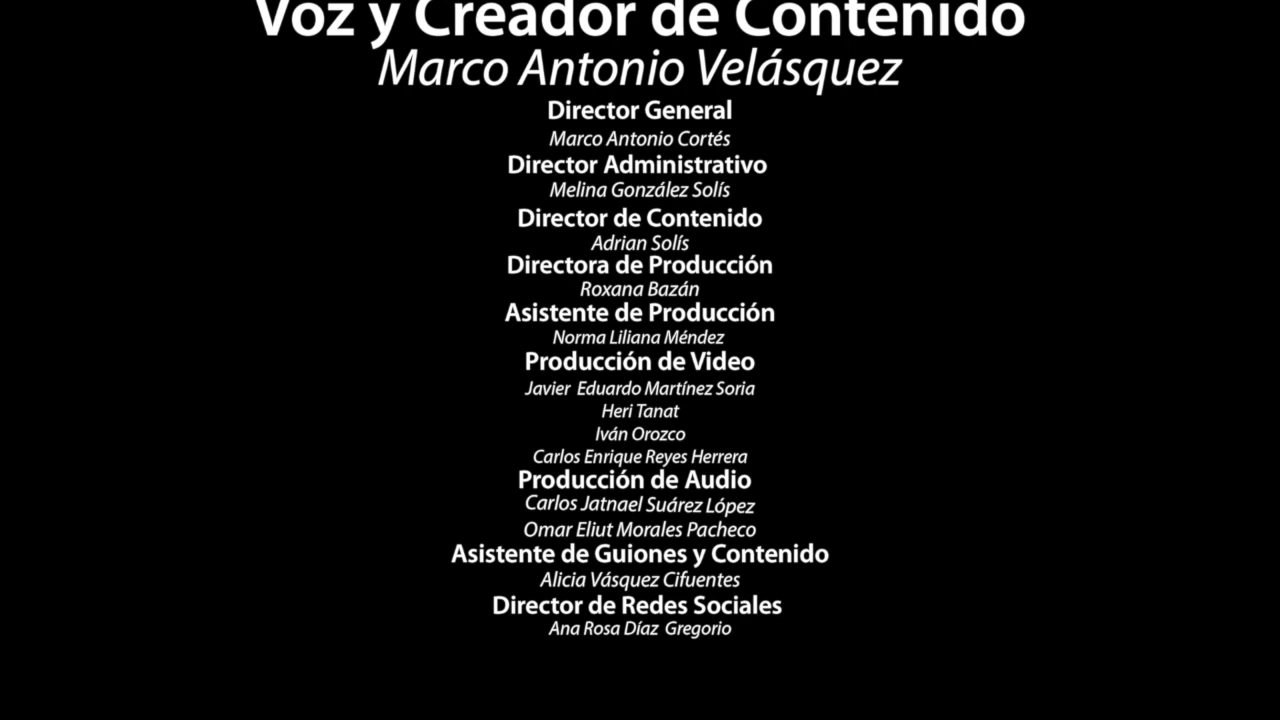 Voz y Creador de Contenido
Marco Antonio Velásquez
Director General
Marco Antonio Cortés
Director Administrativo
Melina González Solís
Director de Contenido
Adrian Solís
Directora de Producción
Roxana Bazán
Asistente de Producción
Norma Liliana Méndez
Producción de Video
Javier Eduardo Martínez Soria
Heri Tanat
Iván Orozco
Carlos Enrique Reyes Herrera
Producción de Audio
Carlos Jatnael Suárez López
Omar Eliut Morales Pacheco
Asistente de Guiones y Contenido
Alicia Vásquez Cifuentes
Director de Redes Sociales
Ana Rosa Díaz Gregorio